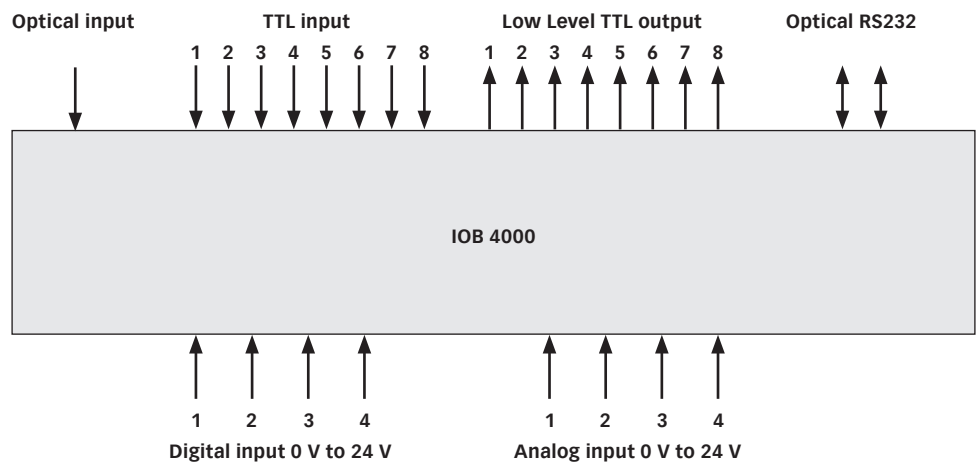 Optical input TTL input Low Level TTL output Optical RS232
1 2 3 4 5 6 7 8 1 2 3 4 5 6 7 8
IOB 4000
1 2 3 4 1 2 3 4
Digital input 0 V to 24 V Analog input 0 V to 24 V